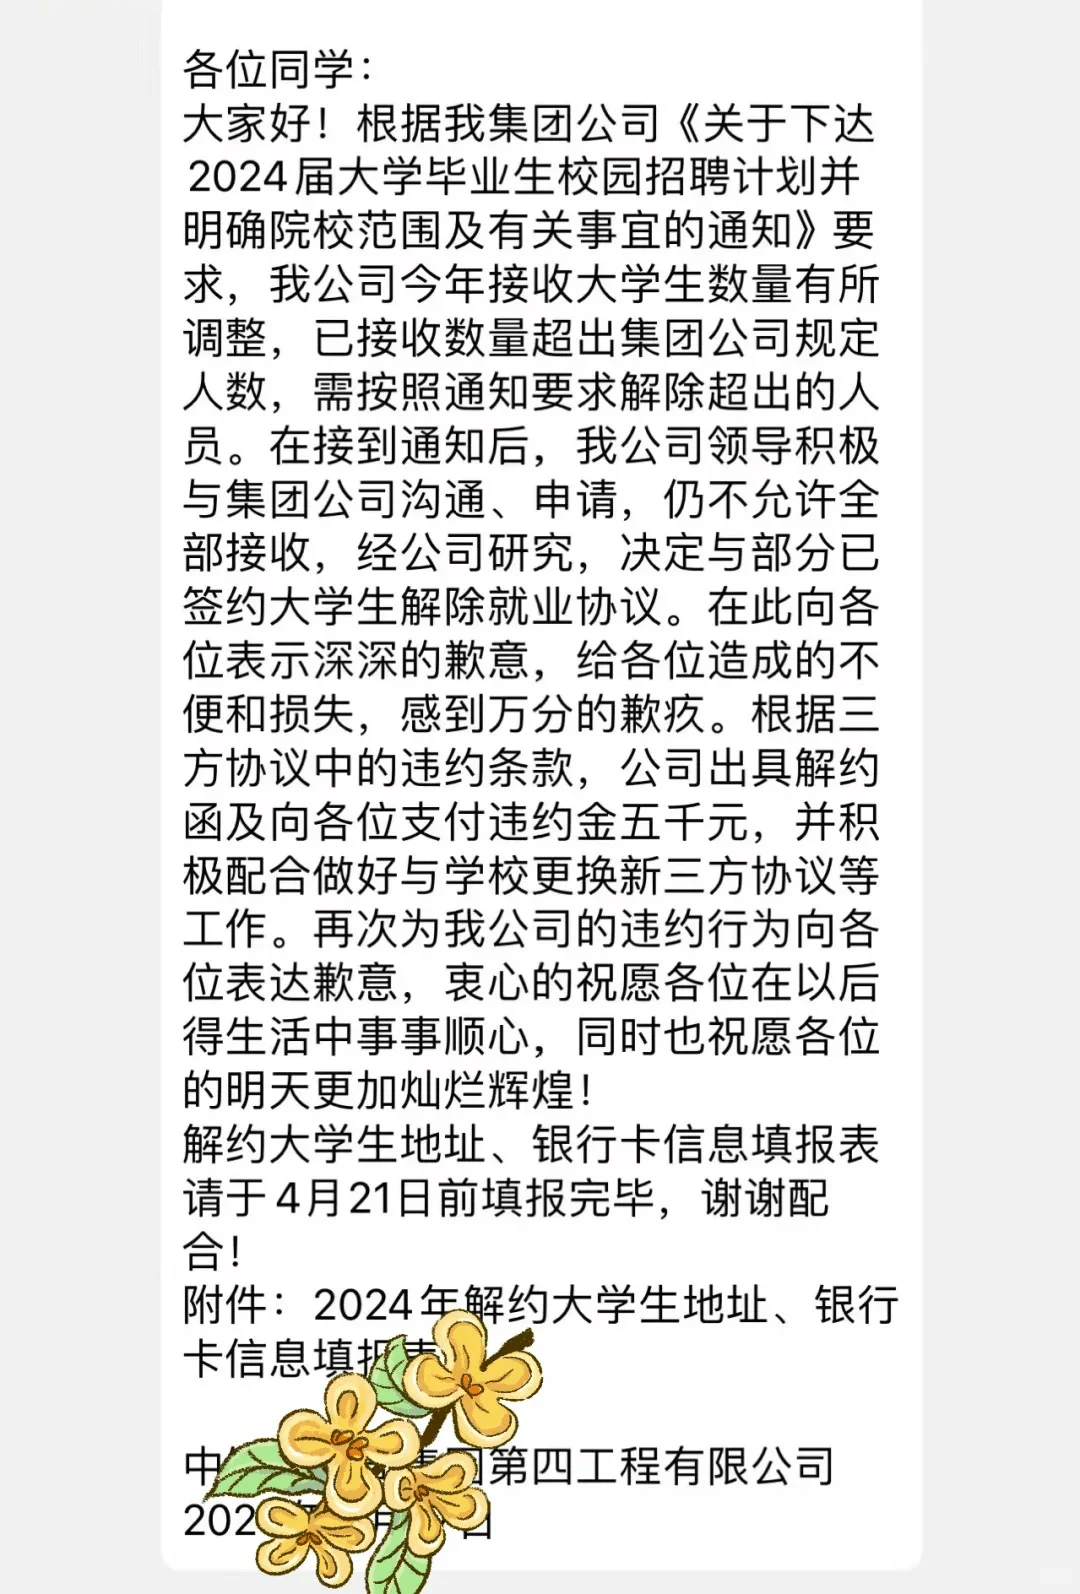 各位同学：
大家好！根据我集团公司《关于下达
2024届大学毕业生校园招聘计划并
明确院校范围及有关事宜的通知》要
求，我公司今年接收大学生数量有所
调整，已接收数量超出集团公司规定
人数，需按照通知要求解除超出的人
员。在接到通知后，我公司领导积极
与集团公司沟通、申请，仍不允许全
部接收，经公司研究，决定与部分已
签约大学生解除就业协议。在此向各
位表示深深的歉意，给各位造成的不
便和损失，感到万分的歉疚。根据三
方协议中的违约条款，公司出具解约
函及向各位支付违约金五千元，并积
极配合做好与学校更换新三方协议等
工作。再次为我公司的违约行为向各
位表达歉意，衷心的祝愿各位在以后
得生活中事事顺心，同时也祝愿各位
的明天更加灿烂辉煌！
解约大学生地址、银行卡信息填报表
请于4月21日前填报完毕，谢谢配
合！
附件：2024年解约大学生地址、银行
卡信息填报表
中 集团第四工程有限公司
202 年 月 日